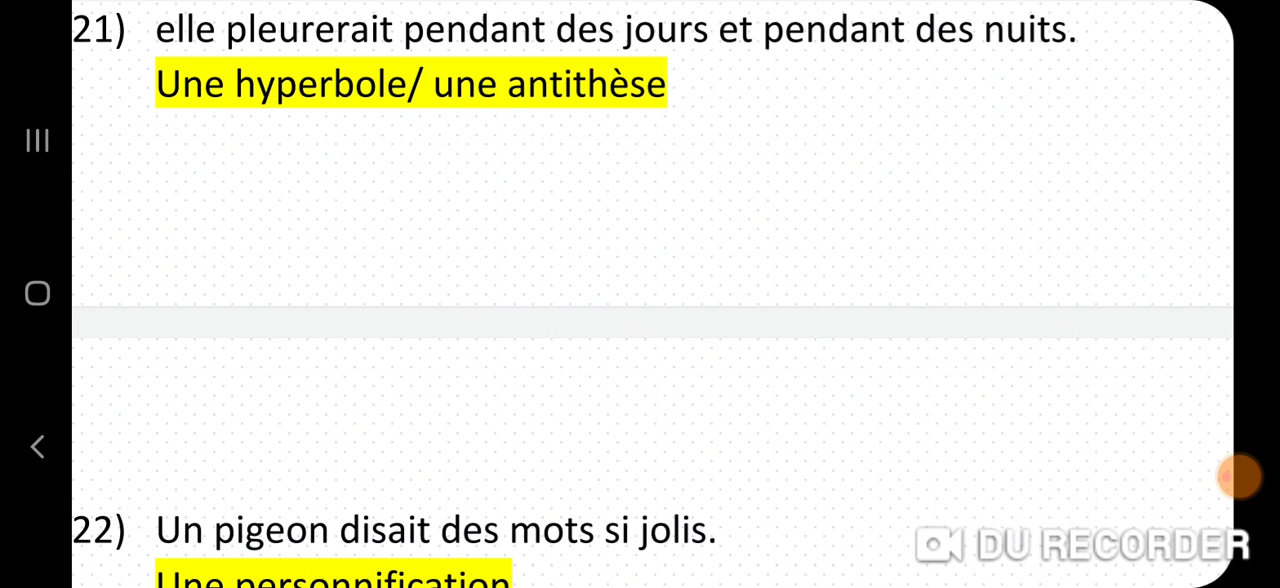 21) elle pleurerait pendant des jours et pendant des nuits.
Une hyperbole/ une antithèse
22) Un pigeon disait des mots si jolis.
Une personnification
DU RECORDER